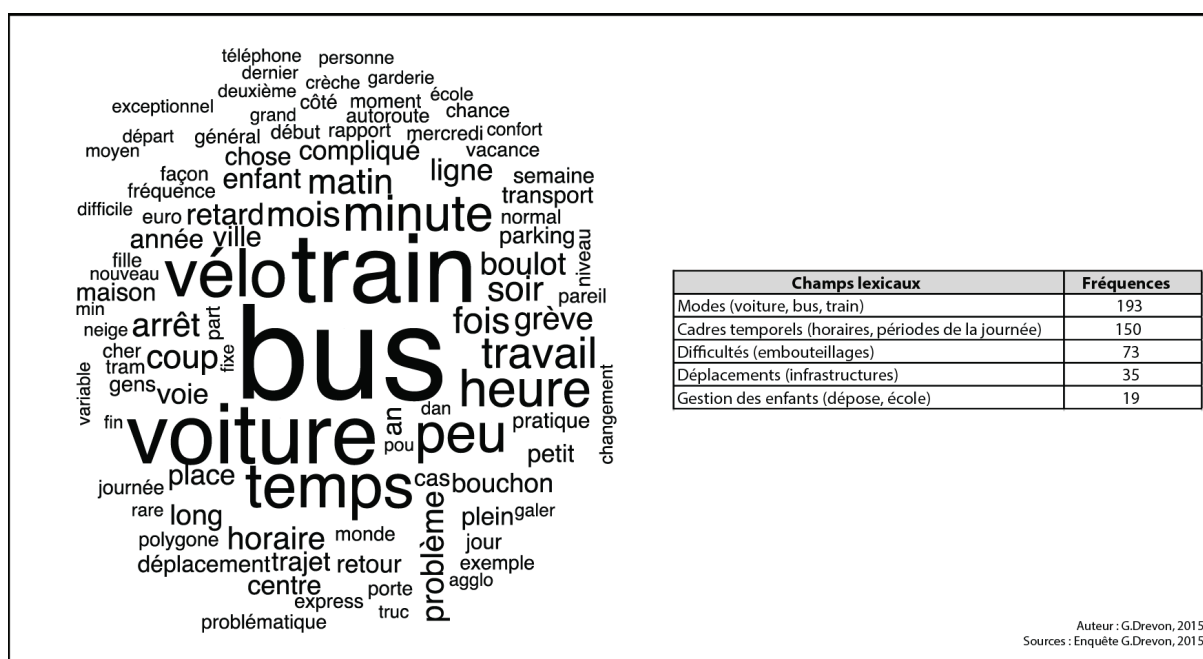 téléphone personne
dernier
crèche garderie
deuxième
école
exceptionnel
côté moment
chance
grand
autoroute
départ
général début rapport mercredi confort
moyen
chose compliqué vacance
façon
enfant matin ligne semaine
fréquence
transport
difficile
euro retard mois minute normal
année ville
parking
niveau
fille
vélo train boulot
nouveau
maison
soir pareil
min
neige arrêt part
bus
fois grève
cher
coup fixe
travail
tram
gens
variable
voie
heure
changement
fin
voiture
an
dan
pou
peu
pratique
petit
journée
place
temps
cas bouchon
rare
long
problème
plein galer
polygone
horaire monde
jour
déplacement trajet retour
exemple
agglo
centre
porte
express
truc
problématique
Champs lexicaux Fréquences
Modes (voiture, bus, train) 193
Cadres temporels (horaires, périodes de la journée) 150
Difficultés (embouteillages) 73
Déplacements (infrastructures) 35
Gestion des enfants (dépose, école) 19
Auteur : G.Drevon, 2015
Sources : Enquête G.Drevon, 2015